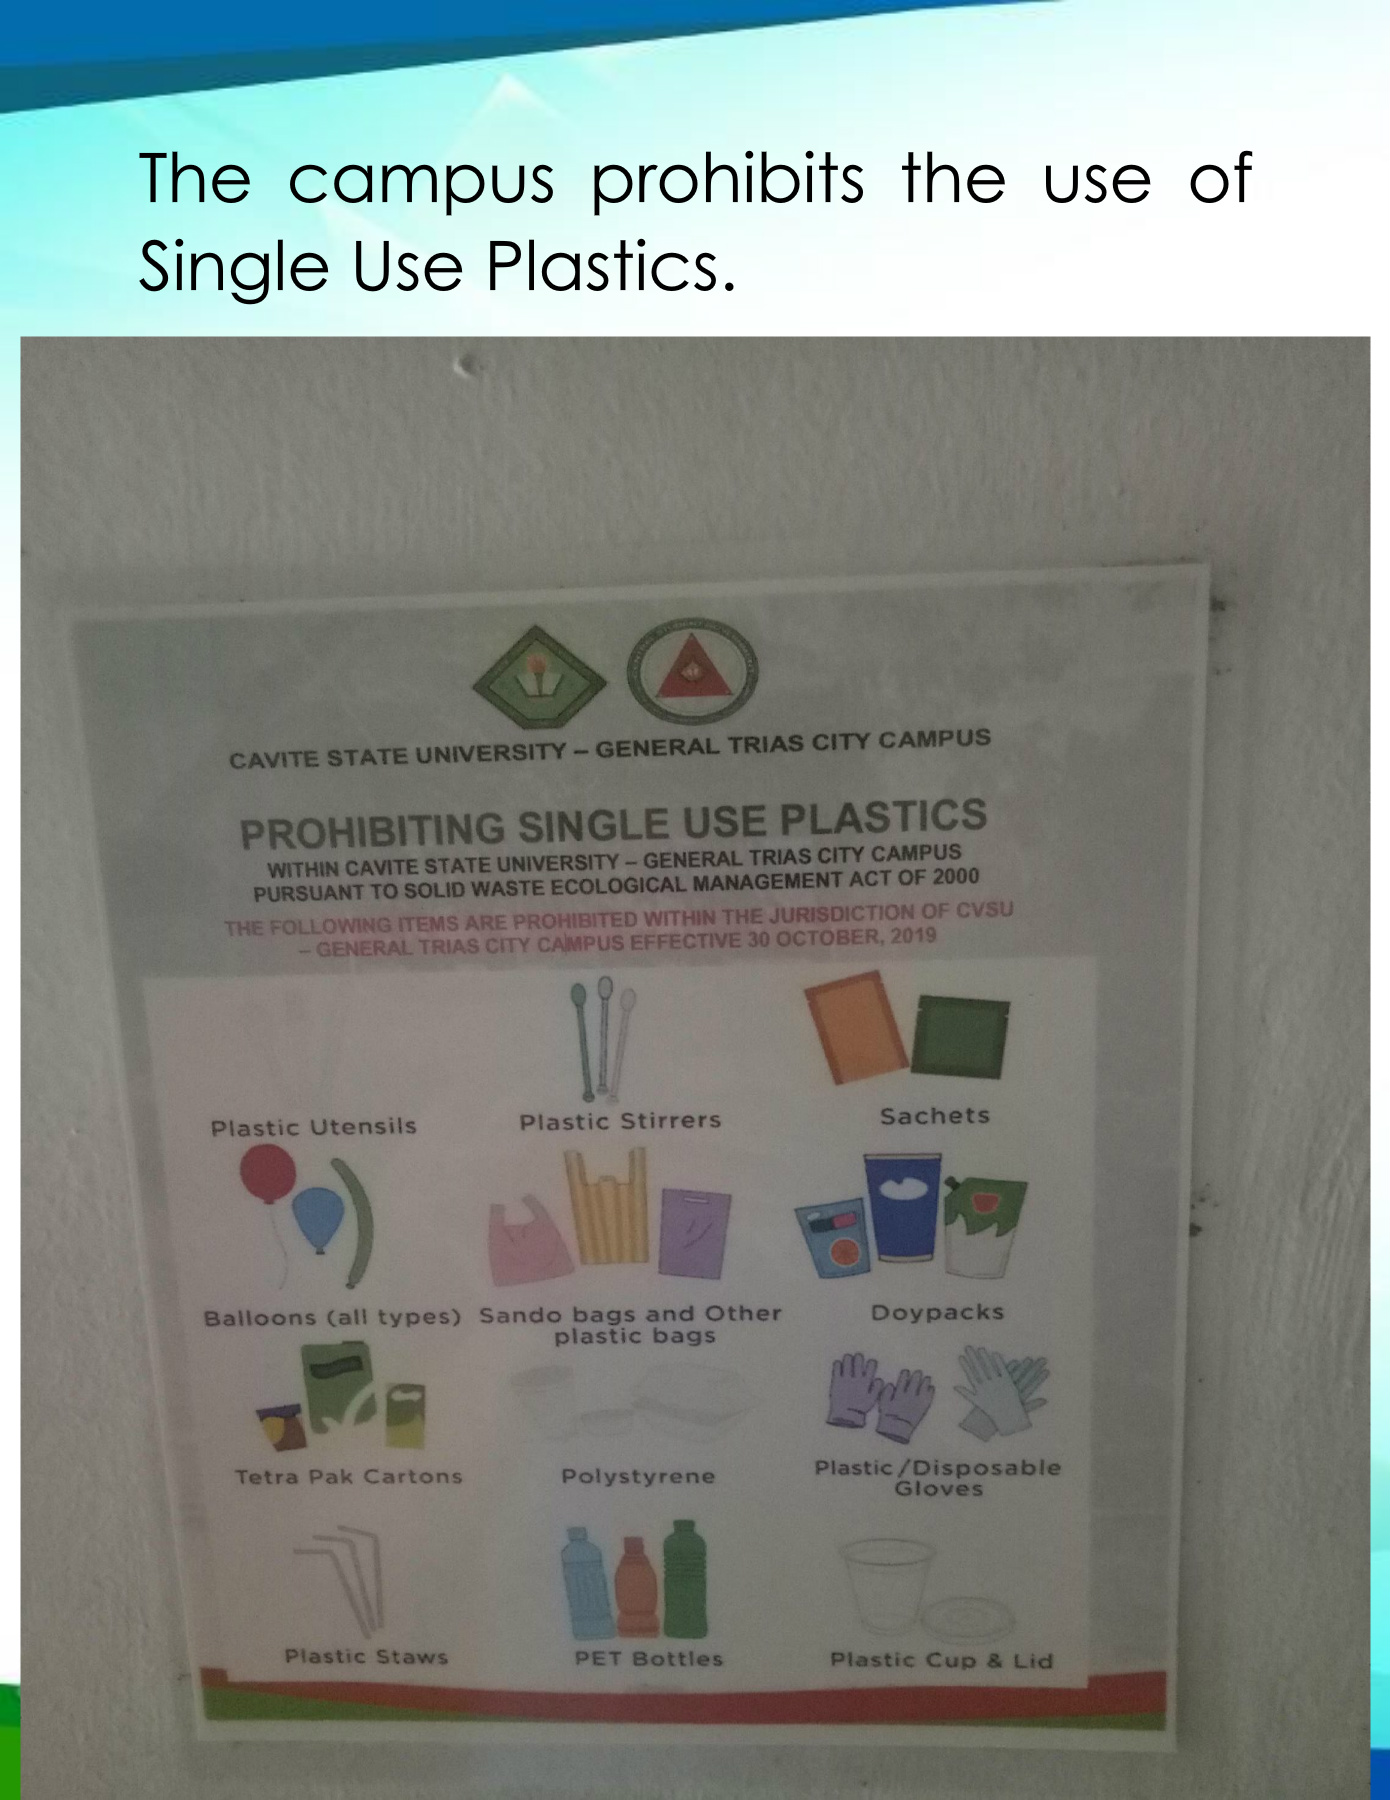 The campus prohibits the use of
Single Use Plastics.
CAVITE STATE UNIVERSITY – GENERAL TRIAS CITY CAMPUS
PROHIBITING SINGLE USE PLASTICS
WITHIN CAVITE STATE UNIVERSITY – GENERAL TRIAS CITY CAMPUS
PURSUANT TO SOLID WASTE ECOLOGICAL MANAGEMENT ACT OF 2000
THE FOLLOWING ITEMS ARE PROHIBITED WITHIN THE JURISDICTION OF CVSU
– GENERAL TRIAS CITY CAMPUS EFFECTIVE 30 OCTOBER, 2019
Plastic Utensils
Plastic Stirrers
Sachets
Balloons (all types)
Sando bags and Other
plastic bags
Doypacks
Tetra Pak Cartons
Polystyrene
Plastic/Disposable
Gloves
Plastic Staws
PET Bottles
Plastic Cup & Lid